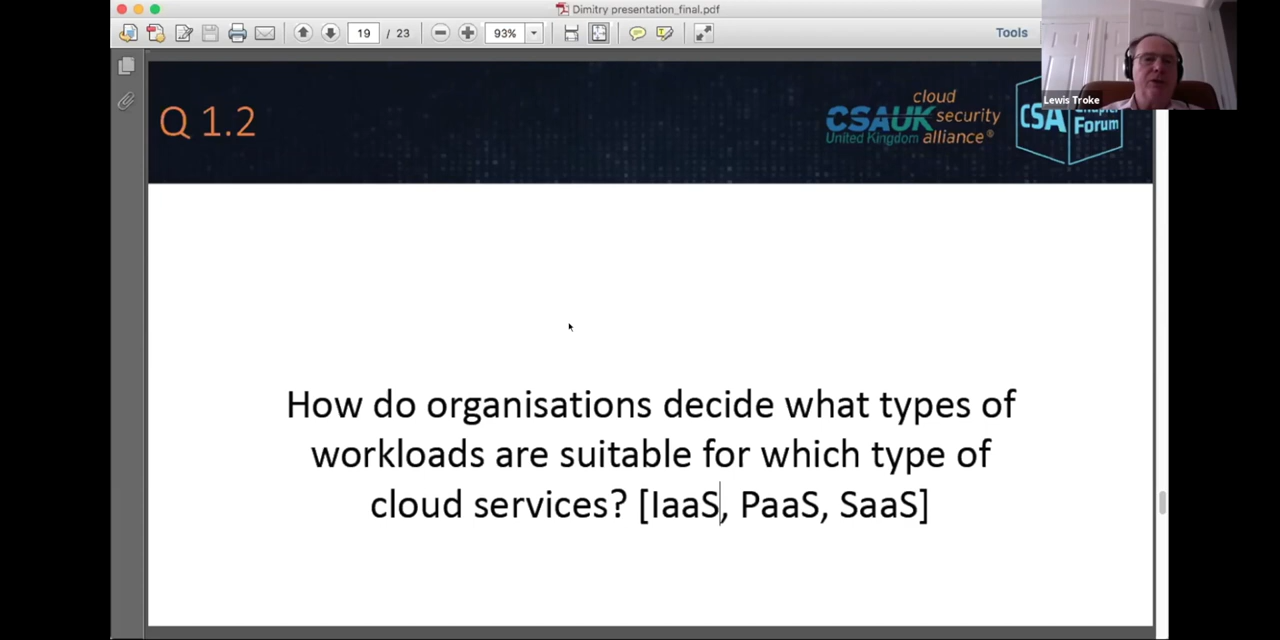 Dimitry presentation_final.pdf
19 / 23
93%
Tools
Lewis Troke
Q 1.2
cloud
CSAUK security
United Kingdom alliance®
CSA Chapter
Forum
How do organisations decide what types of
workloads are suitable for which type of
cloud services? [IaaS, PaaS, SaaS]